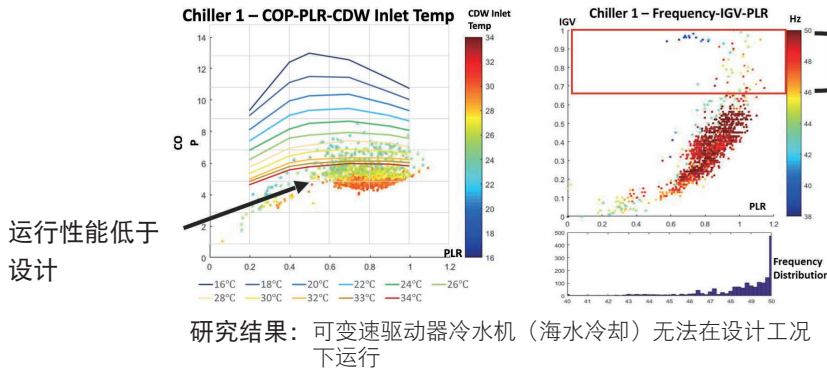 Chiller 1 – COP-PLR-CDW Inlet Temp
CDW Inlet
Temp
14
12
10
8
6
4
2
0
CO
P
0 0.2 0.4 0.6 0.8 1 1.2
PLR
34
32
30
28
26
24
22
20
18
16
16°C 18°C 20°C 22°C 24°C 26°C
28°C 30°C 32°C 33°C 34°C
运行性能低于
设计
Chiller 1 – Frequency-IGV-PLR
IGV
Hz
1
0.9
0.8
0.7
0.6
0.5
0.4
0.3
0.2
0.1
0
0 0.2 0.4 0.6 0.8 1 1.2
PLR
50
48
46
44
42
40
38
500
400
300
200
100
0
40 41 42 43 44 45 46 47 48 49 50
Frequency
Distribution
研究结果：可变速驱动器冷水机（海水冷却）无法在设计工况
下运行